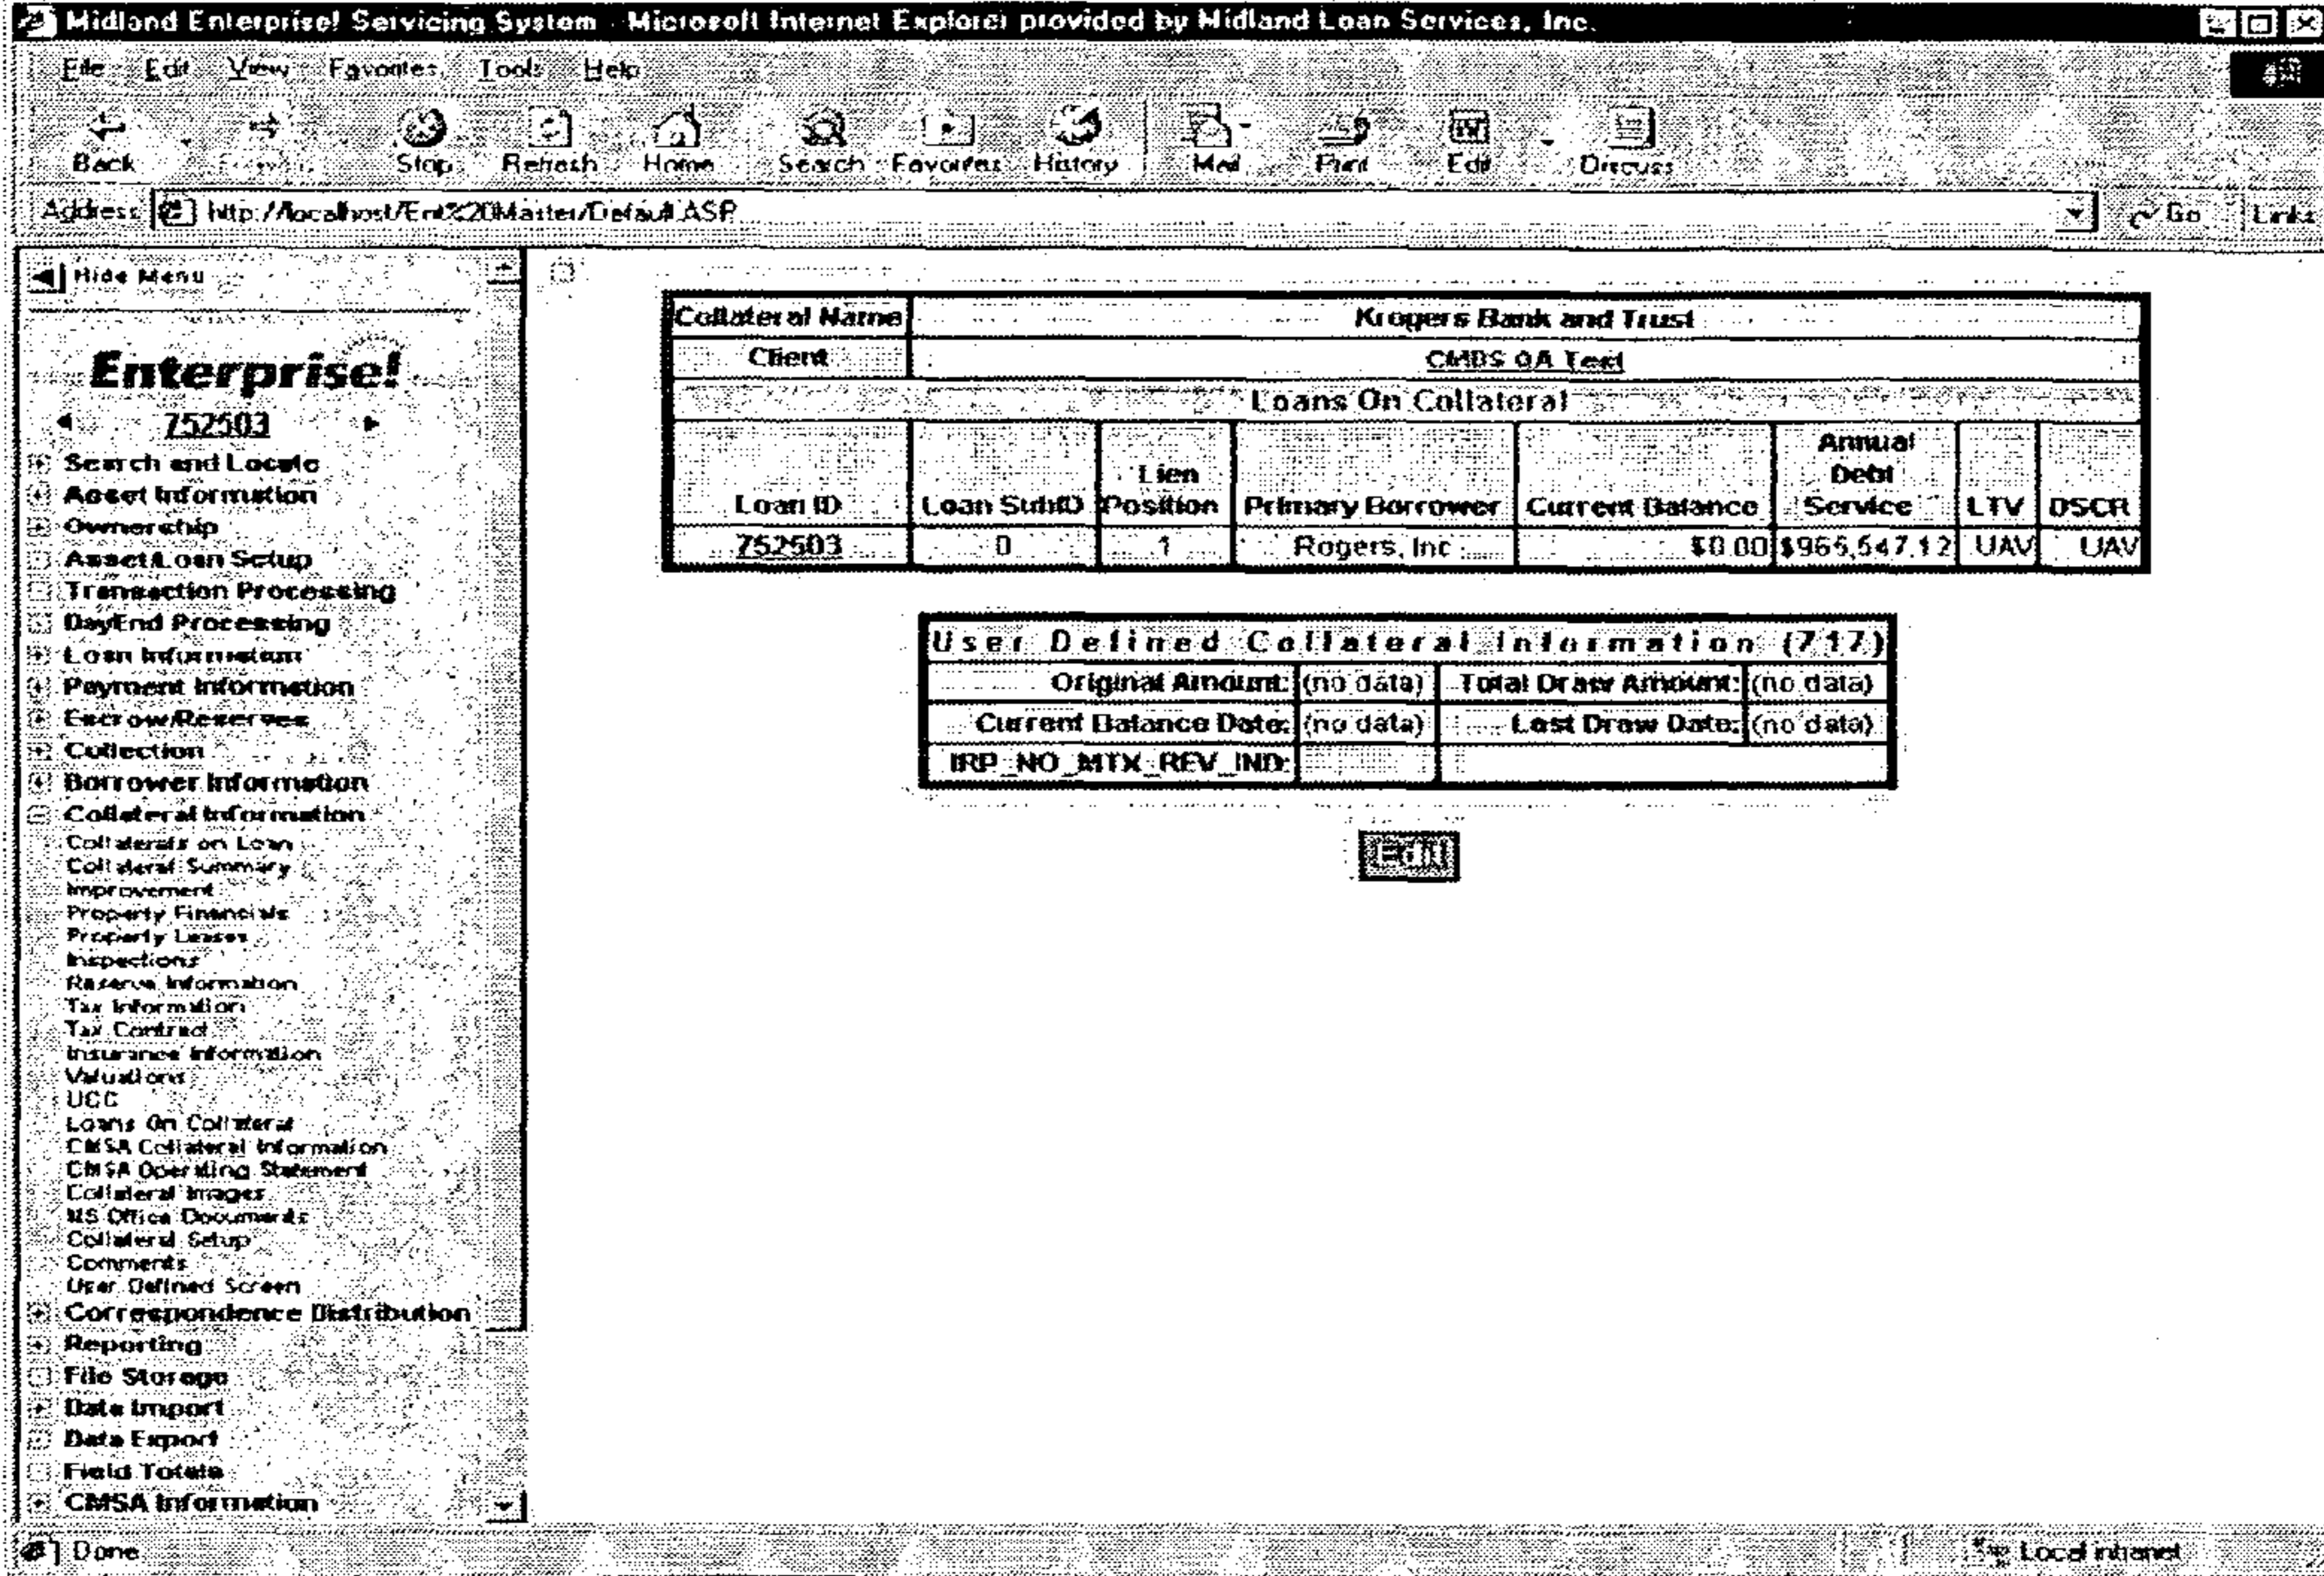 Midland Enterprise! Servicing System - Microsoft Internet Explorer provided by Midland Loan Services, Inc.
File Edit View Favorites Tools Help
Back Forward Stop Refresh Home Search Favorites History Mail Print Edit Discuss
Address http://localhost/Ent%20Master/Default.ASP Go Links
Hide Menu
Enterprise!
752503
Search and Locate
Asset Information
Ownership
Asset/Loan Setup
Transaction Processing
DayEnd Processing
Loan Information
Payment Information
Escrow/Reserves
Collection
Borrower Information
Collateral Information
Collaterals on Loan
Collateral Summary
Improvement
Property Financials
Property Leases
Inspections
Reserve Information
Tax Information
Tax Contract
Insurance Information
Valuations
UCC
Loans On Collateral
CMSA Collateral Information
CMSA Operating Statement
Collateral Images
MS Office Documents
Collateral Setup
Comments
User Defined Screen
Correspondence Distribution
Reporting
File Storage
Data Import
Data Export
Field Totals
CMSA Information
Collateral Name Krogers Bank and Trust
Client CMBS QA Test
Loans On Collateral
Loan ID Loan SubID Lien Position Primary Borrower Current Balance Annual Debt Service LTV DSCR
752503 0 1 Rogers, Inc $0.00 $965,547.12 UAV UAV
User Defined Collateral Information (717)
Original Amount: (no data) Total Draw Amount: (no data)
Current Balance Date: (no data) Last Draw Date: (no data)
IRP_NO_MTX_REV_IND:
Edit
Done Local intranet